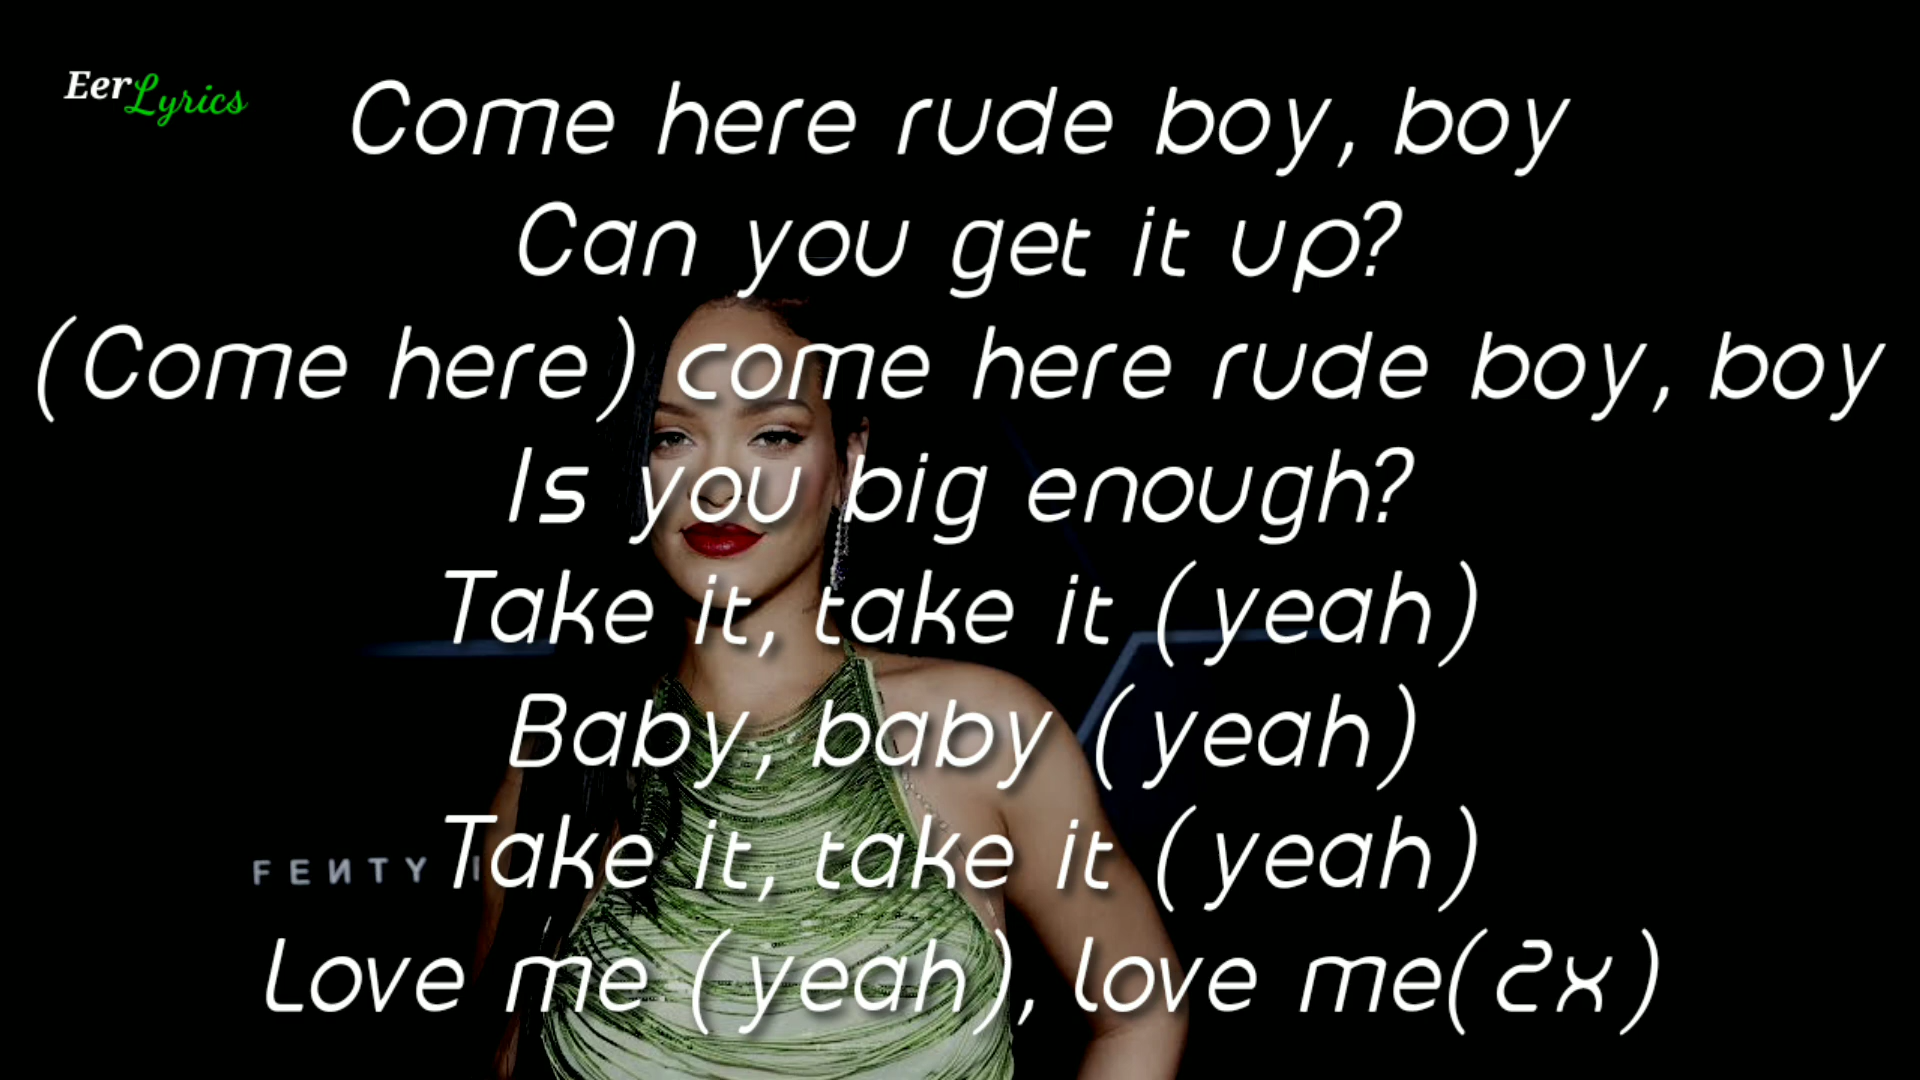 EerLyrics
Come here rude boy, boy
Can you get it up?
(Come here) come here rude boy, boy
Is you big enough?
Take it, take it (yeah)
Baby, baby (yeah)
FEИTY
Take it, take it (yeah)
Love me (yeah), love me(2x)